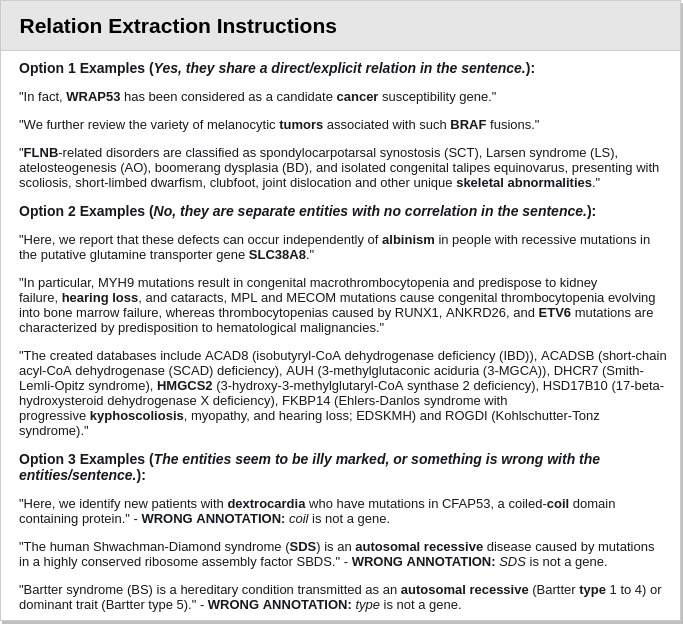 Relation Extraction Instructions
Option 1 Examples (Yes, they share a direct/explicit relation in the sentence.):
"In fact, WRAP53 has been considered as a candidate cancer susceptibility gene."
"We further review the variety of melanocytic tumors associated with such BRAF fusions."
"FLNB-related disorders are classified as spondylocarpotarsal synostosis (SCT), Larsen syndrome (LS),
atelosteogenesis (AO), boomerang dysplasia (BD), and isolated congenital talipes equinovarus, presenting with
scoliosis, short-limbed dwarfism, clubfoot, joint dislocation and other unique skeletal abnormalities."
Option 2 Examples (No, they are separate entities with no correlation in the sentence.):
"Here, we report that these defects can occur independently of albinism in people with recessive mutations in
the putative glutamine transporter gene SLC38A8."
"In particular, MYH9 mutations result in congenital macrothrombocytopenia and predispose to kidney
failure, hearing loss, and cataracts, MPL and MECOM mutations cause congenital thrombocytopenia evolving
into bone marrow failure, whereas thrombocytopenias caused by RUNX1, ANKRD26, and ETV6 mutations are
characterized by predisposition to hematological malignancies."
"The created databases include ACAD8 (isobutyryl-CoA dehydrogenase deficiency (IBD)), ACADSB (short-chain
acyl-CoA dehydrogenase (SCAD) deficiency), AUH (3-methylglutaconic aciduria (3-MGCA)), DHCR7 (Smith-
Lemli-Opitz syndrome), HMGCS2 (3-hydroxy-3-methylglutaryl-CoA synthase 2 deficiency), HSD17B10 (17-beta-
hydroxysteroid dehydrogenase X deficiency), FKBP14 (Ehlers-Danlos syndrome with
progressive kyphoscoliosis, myopathy, and hearing loss; EDSKMH) and ROGDI (Kohlschutter-Tonz
syndrome)."
Option 3 Examples (The entities seem to be illy marked, or something is wrong with the
entities/sentence.):
"Here, we identify new patients with dextrocardia who have mutations in CFAP53, a coiled-coil domain
containing protein." - WRONG ANNOTATION: coil is not a gene.
"The human Shwachman-Diamond syndrome (SDS) is an autosomal recessive disease caused by mutations
in a highly conserved ribosome assembly factor SBDS." - WRONG ANNOTATION: SDS is not a gene.
"Bartter syndrome (BS) is a hereditary condition transmitted as an autosomal recessive (Bartter type 1 to 4) or
dominant trait (Bartter type 5)." - WRONG ANNOTATION: type is not a gene.